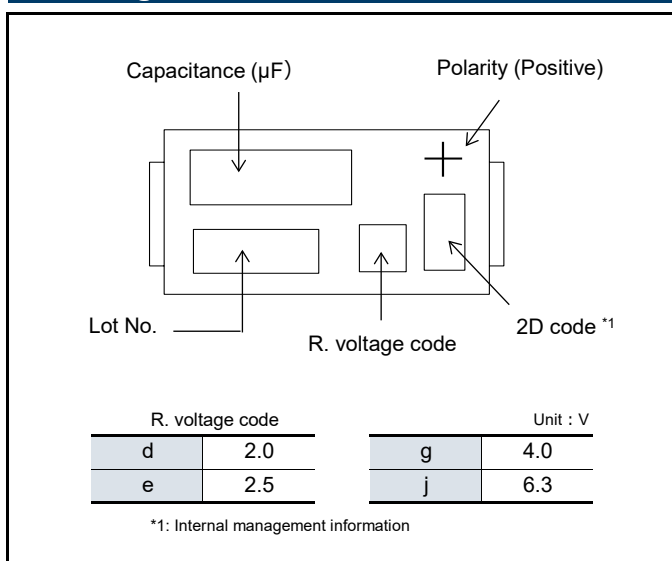 Capacitance (µF）
Polarity (Positive)
+
Lot No.
R. voltage code
2D code *1
R. voltage code
Unit：V
d 2.0 g 4.0
e 2.5 j 6.3
*1: Internal management information